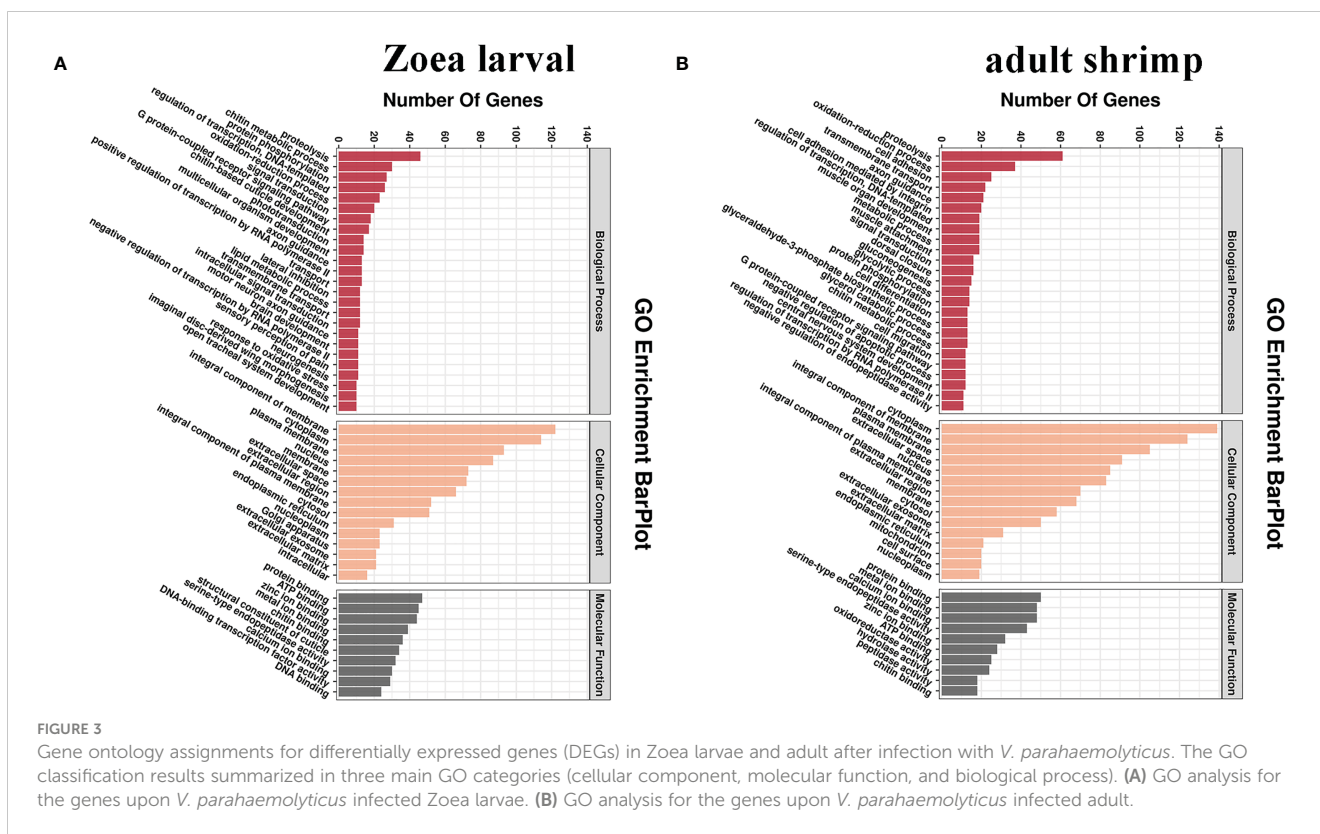 A
Zoea larval
Number Of Genes
0 20 40 60 80 100 120 140
proteolysis
chitin metabolic process
protein phosphorylation
regulation of transcription, DNA-templated
oxidation-reduction process
signal transduction
G protein-coupled receptor signaling pathway
chitin-based cuticle development
phototransduction
multicellular organism development
axon guidance
positive regulation of transcription by RNA polymerase II
transport
lateral inhibition
lipid metabolic process
transmembrane transport
intracellular signal transduction
motor neuron axon guidance
brain development
negative regulation of transcription by RNA polymerase II
sensory perception of pain
neurogenesis
response to oxidative stress
imaginal disc-derived wing morphogenesis
open tracheal system development
Biological Process
integral component of membrane
cytoplasm
plasma membrane
nucleus
membrane
extracellular space
extracellular region
integral component of plasma membrane
cytosol
endoplasmic reticulum
nucleoplasm
Golgi apparatus
extracellular exosome
extracellular matrix
intracellular
Cellular Component
protein binding
ATP binding
zinc ion binding
metal ion binding
chitin binding
structural constituent of cuticle
serine-type endopeptidase activity
calcium ion binding
DNA-binding transcription factor activity
DNA binding
Molecular Function
GO Enrichment BarPlot
B
adult shrimp
Number Of Genes
0 20 40 60 80 100 120 140
proteolysis
oxidation-reduction process
cell adhesion
transmembrane transport
axon guidance
cell adhesion mediated by integrin
regulation of transcription, DNA-templated
muscle organ development
metabolic process
muscle attachment
signal transduction
dorsal closure
gluconeogenesis
glycolytic process
protein phosphorylation
cell differentiation
glyceraldehyde-3-phosphate biosynthetic process
glycerol catabolic process
chitin metabolic process
cell migration
G protein-coupled receptor signaling pathway
negative regulation of apoptotic process
central nervous system development
regulation of transcription by RNA polymerase II
negative regulation of endopeptidase activity
Biological Process
cytoplasm
integral component of membrane
plasma membrane
extracellular space
nucleus
integral component of plasma membrane
extracellular region
membrane
cytosol
extracellular exosome
extracellular matrix
endoplasmic reticulum
mitochondrion
cell surface
nucleoplasm
Cellular Component
protein binding
metal ion binding
calcium ion binding
serine-type endopeptidase activity
zinc ion binding
ATP binding
oxidoreductase activity
hydrolase activity
peptidase activity
chitin binding
Molecular Function
GO Enrichment BarPlot
FIGURE 3
Gene ontology assignments for differentially expressed genes (DEGs) in Zoea larvae and adult after infection with V. parahaemolyticus. The GO
classification results summarized in three main GO categories (cellular component, molecular function, and biological process). (A) GO analysis for
the genes upon V. parahaemolyticus infected Zoea larvae. (B) GO analysis for the genes upon V. parahaemolyticus infected adult.